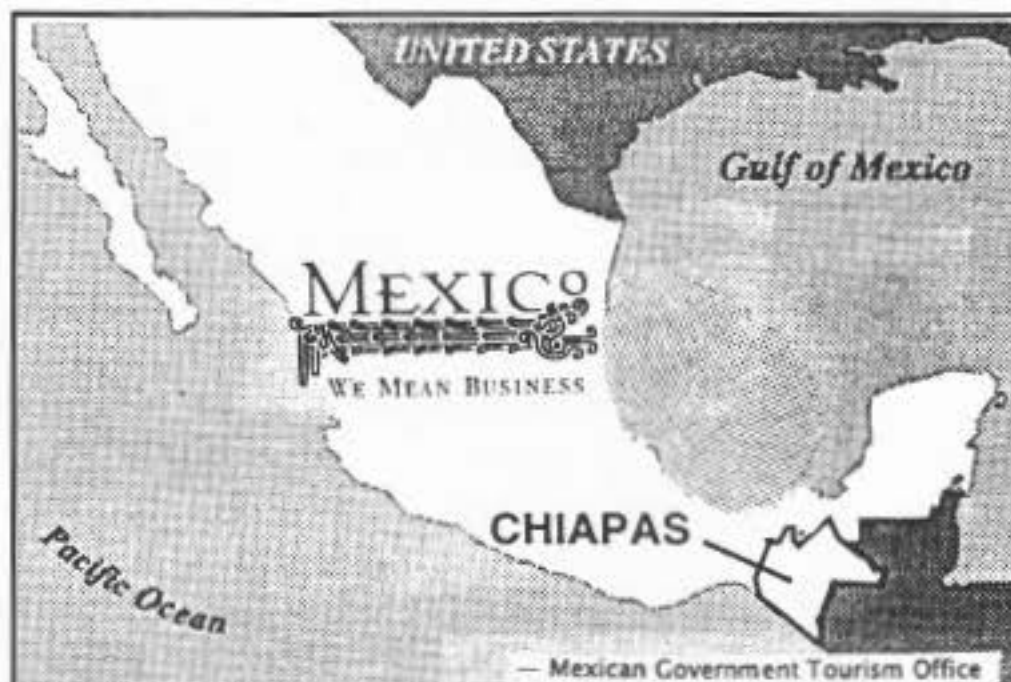 UNITED STATES
Gulf of Mexico
MEXICO
WE MEAN BUSINESS
CHIAPAS
Pacific Ocean
— Mexican Government Tourism Office